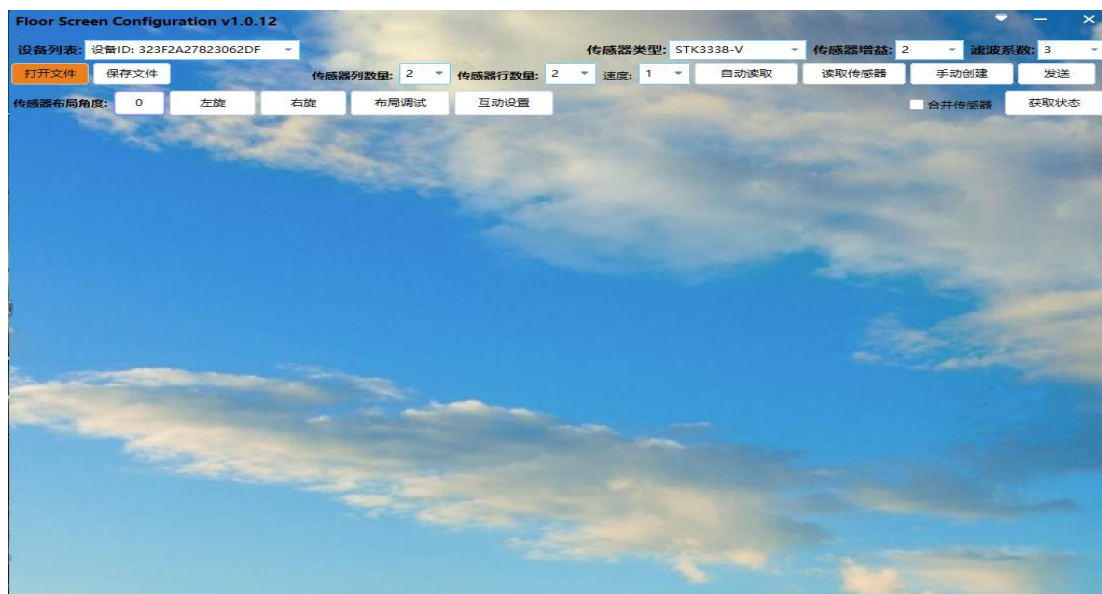 Floor Screen Configuration v1.0.12
设备列表: 设备ID: 323F2A27823062DF 传感器类型: STK3338-V 传感器增益: 2 滤波系数: 3
打开文件 保存文件 传感器列数量: 2 传感器行数量: 2 速度: 1 自动读取 读取传感器 手动创建 发送
传感器布局角度: 0 左旋 右旋 布局调试 互动设置 合并传感器 获取状态